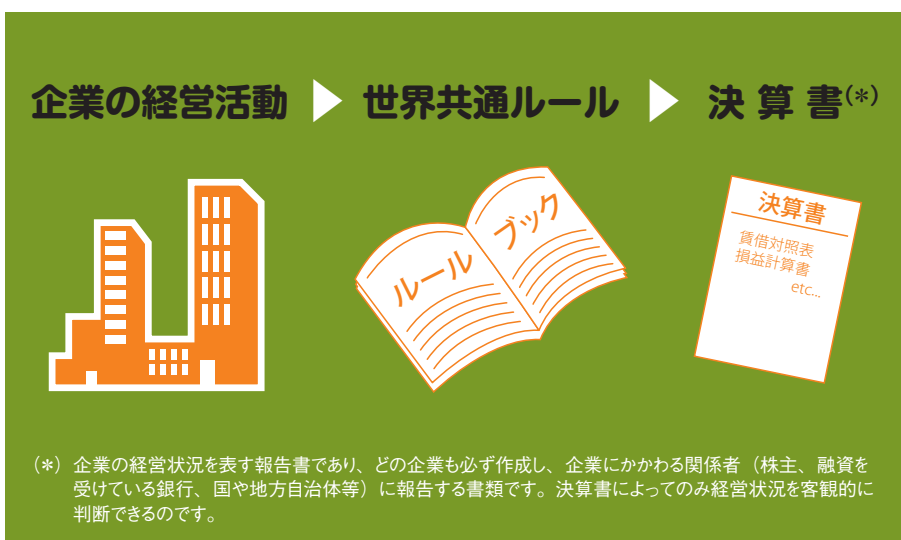 企業の経営活動 ▶ 世界共通ルール ▶ 決算書(*)
ルール ブック
決算書
賃借対照表
損益計算書
etc...
(*) 企業の経営状況を表す報告書であり、どの企業も必ず作成し、企業にかかわる関係者（株主、融資を
受けている銀行、国や地方自治体等）に報告する書類です。決算書によってのみ経営状況を客観的に
判断できるのです。